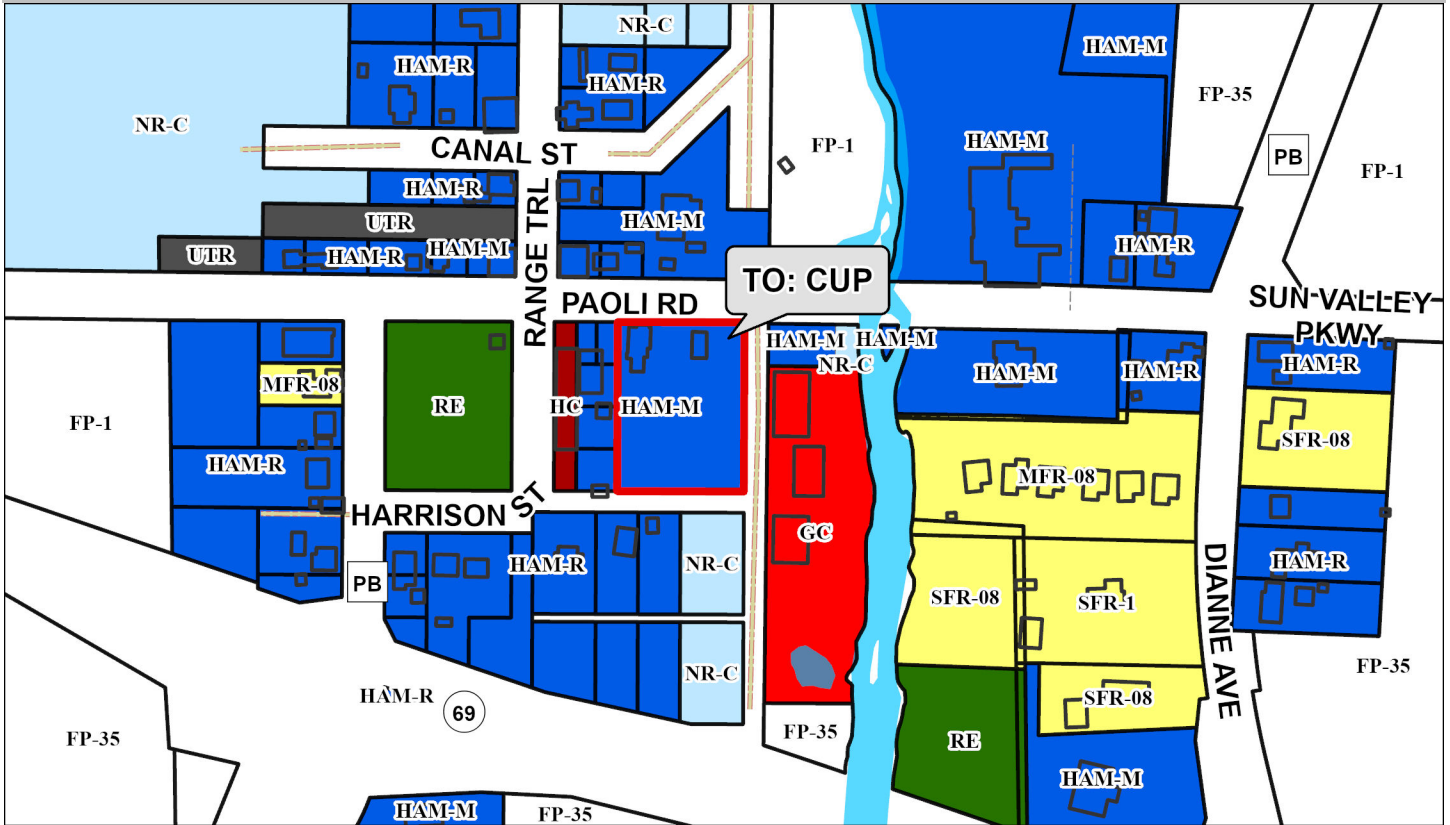 NR-C
HAM-M
HAM-R
HAM-R
FP-35
NR-C
FP-1
HAM-M
PB
FP-1
CANAL ST
HAM-R
HAM-M
UTR
HAM-R
UTR
HAM-R
HAM-M
RANGE TRL
TO: CUP
PAOLI RD
SUN VALLEY
PKWY
HAM-M
HAM-M
NR-C
HAM-M
HAM-R
HAM-R
MFR-08
RE
HC
HAM-M
FP-1
SFR-08
HAM-R
MFR-08
HARRISON ST
GC
HAM-R
NR-C
HAM-R
PB
SFR-08
SFR-1
DIANNE AVE
NR-C
FP-35
HAM-R
69
SFR-08
FP-35
FP-35
RE
HAM-M
HAM-M
FP-35